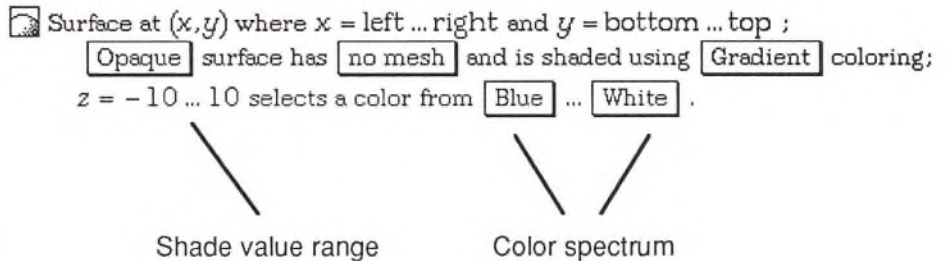 Surface at (x,y) where x = left ... right and y = bottom ... top ;
Opaque surface has no mesh and is shaded using Gradient coloring;
z = −10 ... 10 selects a color from Blue ... White .
Shade value range Color spectrum